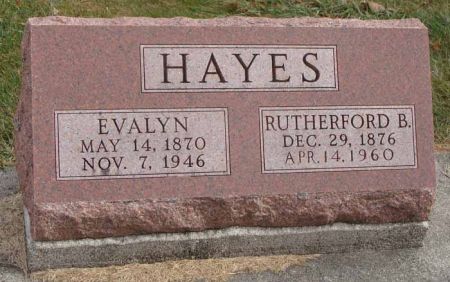 HAYES
EVALYN
MAY 14, 1870
NOV. 7, 1946
RUTHERFORD B.
DEC. 29, 1876
APR. 14, 1960